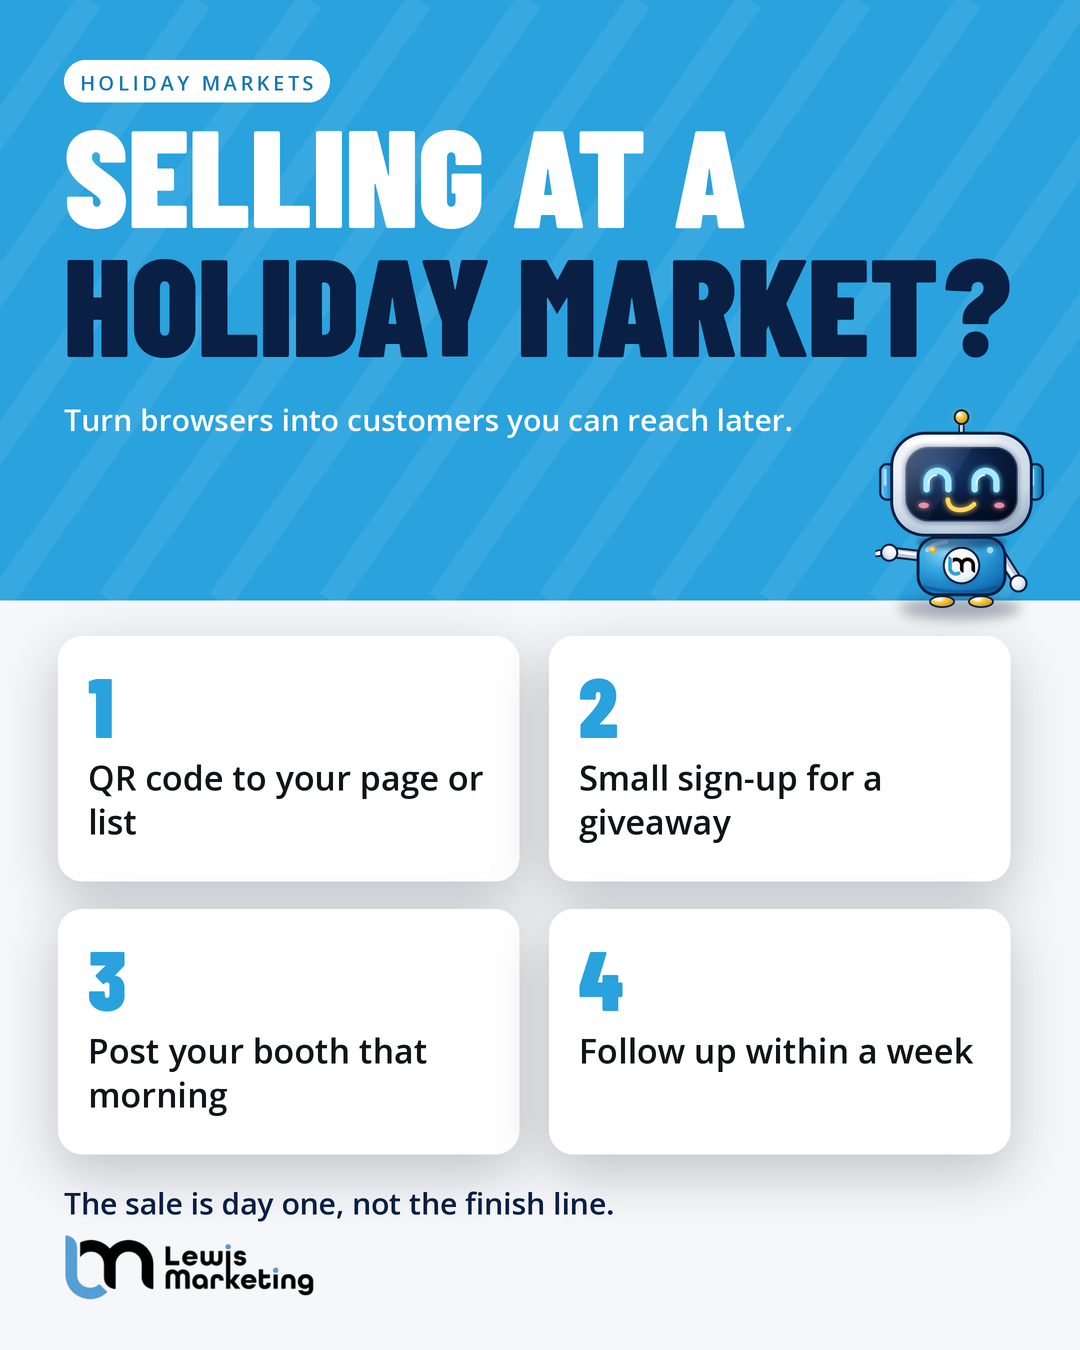 HOLIDAY MARKETS
SELLING AT A
HOLIDAY MARKET?
Turn browsers into customers you can reach later.
lm
1
QR code to your page or
list
2
Small sign-up for a
giveaway
3
Post your booth that
morning
4
Follow up within a week
The sale is day one, not the finish line.
lm
Lewis
Marketing